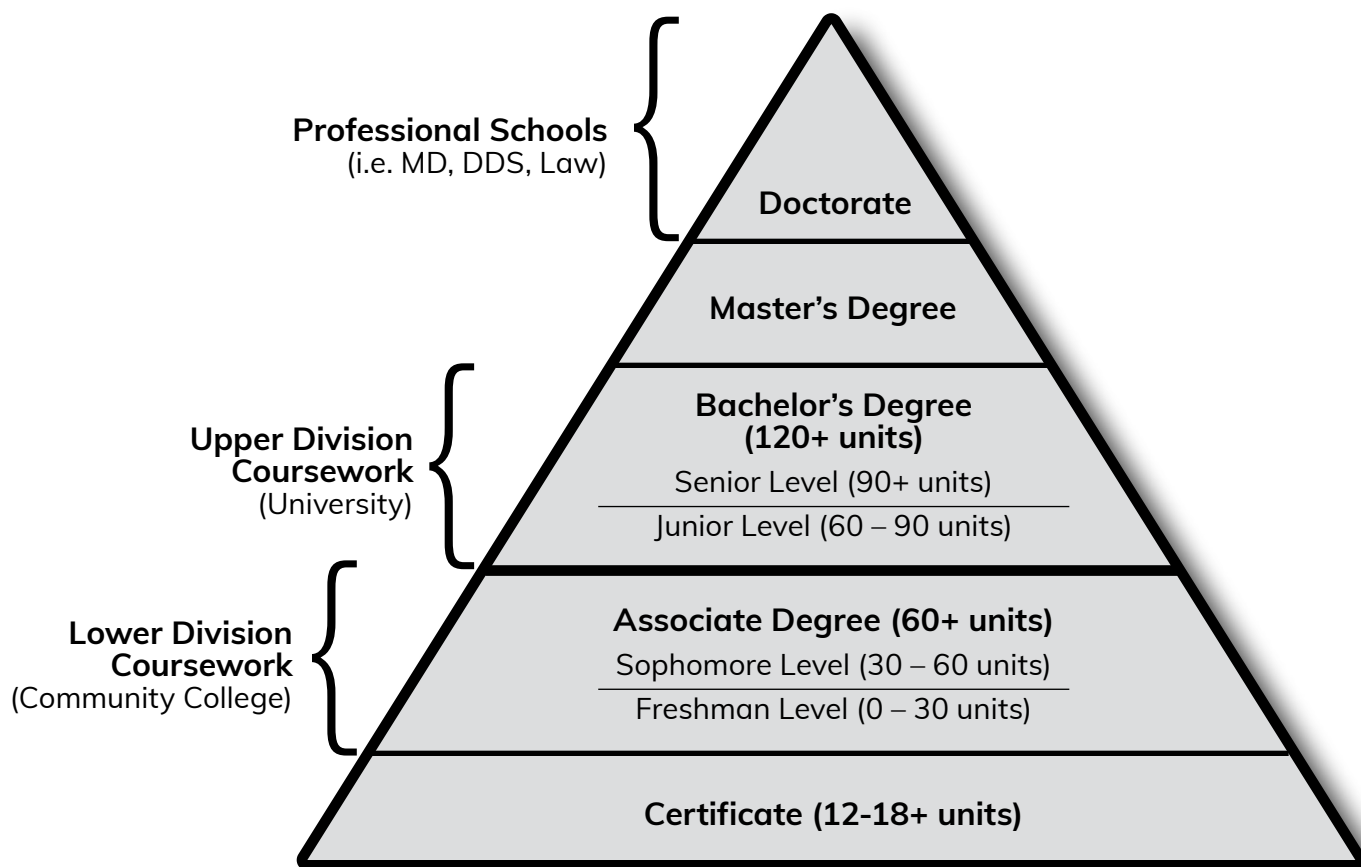 Professional Schools
(i.e. MD, DDS, Law)
Doctorate
Master’s Degree
Bachelor’s Degree
(120+ units)
Senior Level (90+ units)
Junior Level (60 – 90 units)
Upper Division
Coursework
(University)
Associate Degree (60+ units)
Sophomore Level (30 – 60 units)
Freshman Level (0 – 30 units)
Lower Division
Coursework
(Community College)
Certificate (12-18+ units)